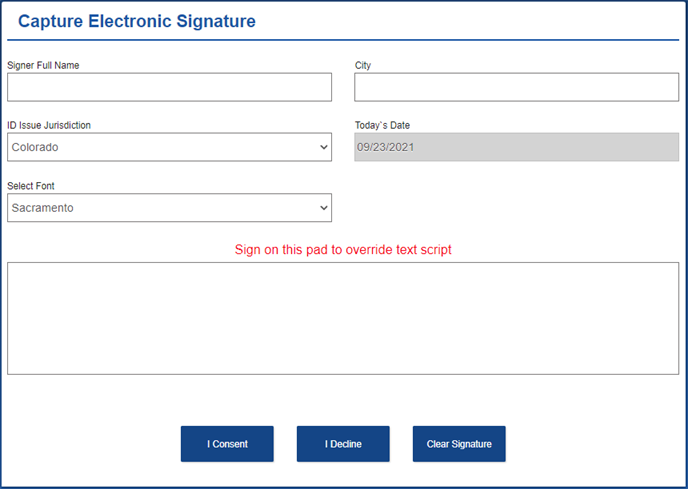 Capture Electronic Signature
Signer Full Name
City
ID Issue Jurisdiction
Today`s Date
Colorado
09/23/2021
Select Font
Sacramento
Sign on this pad to override text script
I Consent
I Decline
Clear Signature